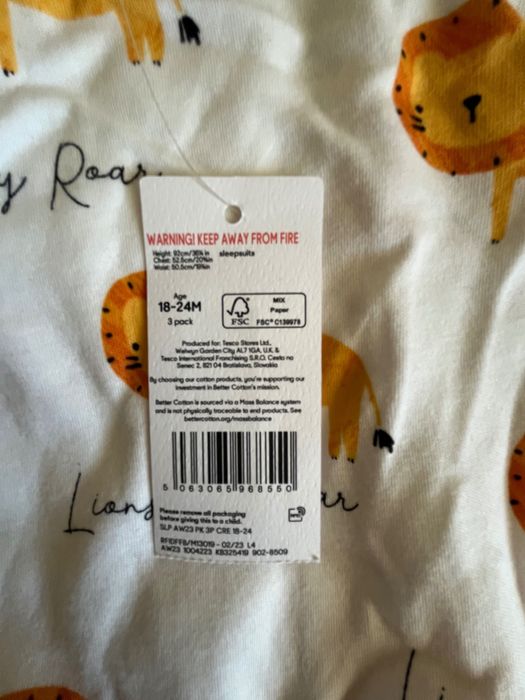 y Roar
WARNING! KEEP AWAY FROM FIRE
Height: 92cm/36¼in sleepsuits
Chest: 52.5cm/20¾in
Waist: 50.5cm/19¾in
Age
18-24M
3 pack
FSC
MIX
Paper
FSC® C139978
Produced for: Tesco Stores Ltd.,
Welwyn Garden City AL7 1GA, U.K. &
Tesco International Franchising S.R.O. Cesta na
Senec 2, 821 04 Bratislava, Slovakia
By choosing our cotton products, you're supporting our
investment in Better Cotton's mission.
Better Cotton is sourced via a Mass Balance system
and is not physically traceable to end products. See
bettercotton.org/massbalance
5 063065 968550
Lions ar
Please remove all packaging
before giving this to a child.
SLP AW23 PK 3P CRE 18-24
RFIDFFB/M13019 - 02/23 L4
AW23 1004223 KB325419 902-8509
L